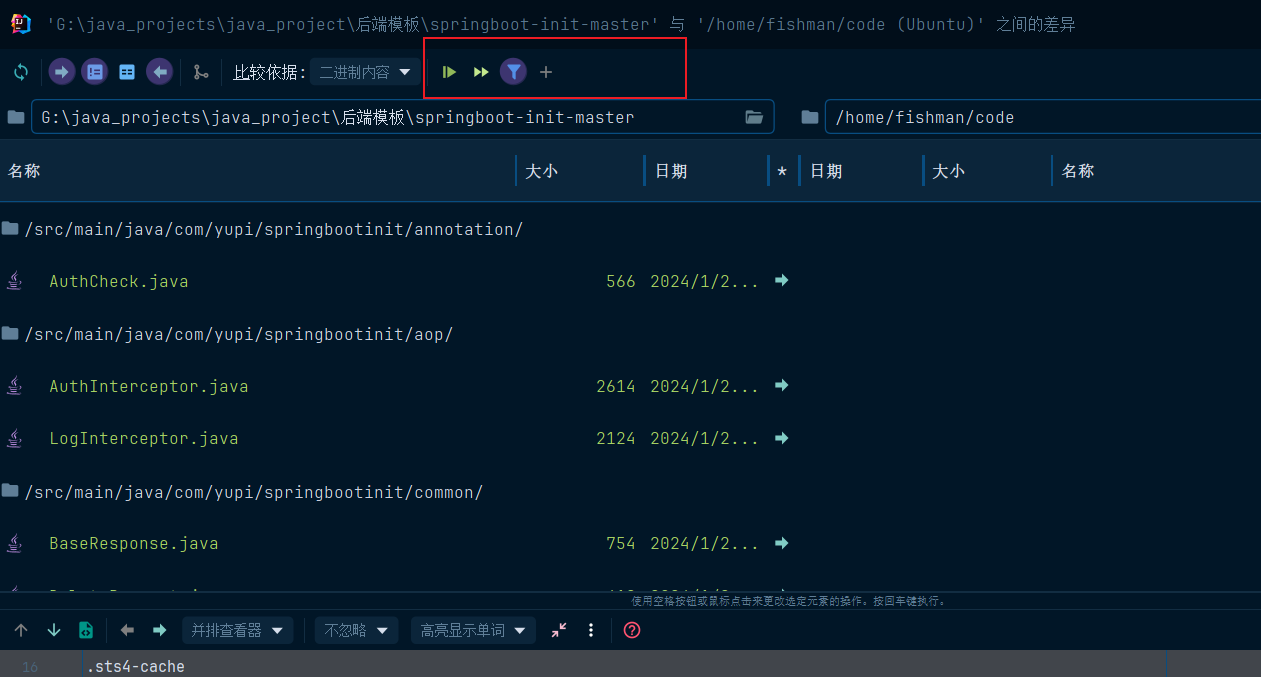 'G:\java_projects\java_project\后端模板\springboot-init-master' 与 '/home/fishman/code (Ubuntu)' 之间的差异
比较依据: 二进制内容
G:\java_projects\java_project\后端模板\springboot-init-master /home/fishman/code
名称 大小 日期 * 日期 大小 名称
/src/main/java/com/yupi/springbootinit/annotation/
AuthCheck.java 566 2024/1/2...
/src/main/java/com/yupi/springbootinit/aop/
AuthInterceptor.java 2614 2024/1/2...
LogInterceptor.java 2124 2024/1/2...
/src/main/java/com/yupi/springbootinit/common/
BaseResponse.java 754 2024/1/2...
使用空格按钮或鼠标点击来更改选定元素的操作。按回车键执行。
并排查看器 不忽略 高亮显示单词
16 .sts4-cache